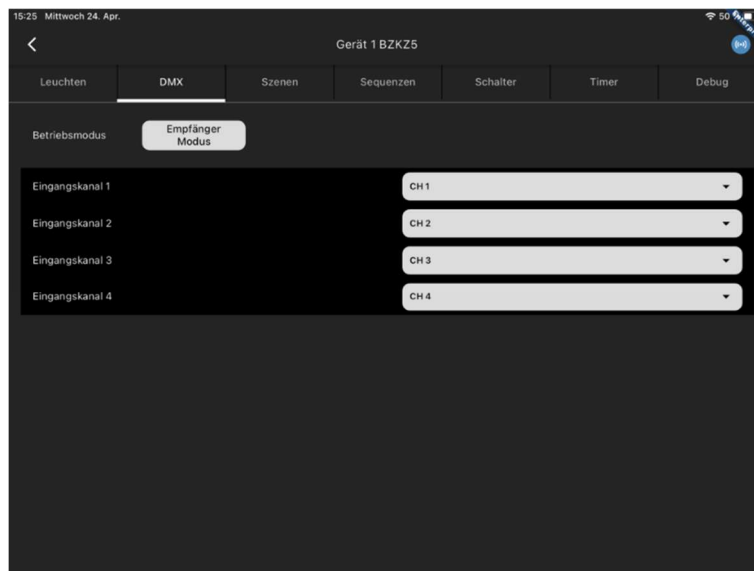 15:25 Mittwoch 24. Apr.
50
Gerät 1 BZKZ5
Leuchten DMX Szenen Sequenzen Schalter Timer Debug
Betriebsmodus
Empfänger
Modus
Eingangskanal 1 CH 1
Eingangskanal 2 CH 2
Eingangskanal 3 CH 3
Eingangskanal 4 CH 4